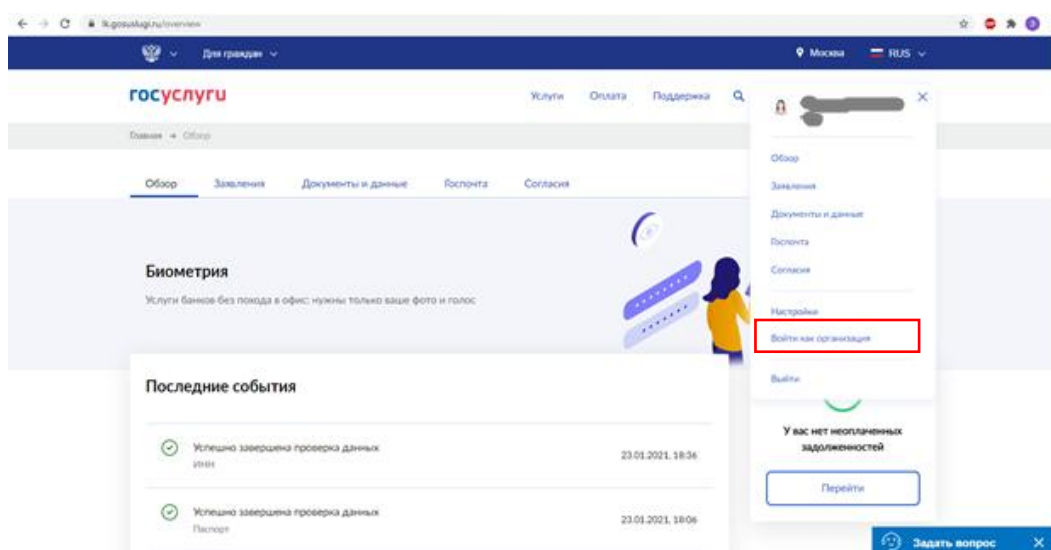 lk.gosuslugi.ru/overview
Для граждан
Москва
RUS
госуслуги
Услуги Оплата Поддержка
Главная → Обзор
Обзор Заявления Документы и данные Госпочта Согласия
Биометрия
Услуги банков без похода в офис: нужны только ваше фото и голос
Обзор
Заявления
Документы и данные
Госпочта
Согласия
Настройки
Войти как организация
Выйти
Последние события
Успешно завершена проверка данных
ИНН
23.01.2021, 18:36
Успешно завершена проверка данных
Паспорт
23.01.2021, 18:06
У вас нет неоплаченных
задолженностей
Перейти
Задать вопрос